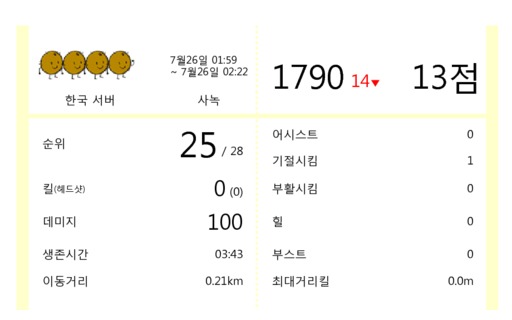 7월26일 01:59
~ 7월26일 02:22
한국 서버
사녹
1790 14▼
13점
순위 25 / 28
킬(헤드샷) 0 (0)
데미지 100
생존시간 03:43
이동거리 0.21km
어시스트 0
기절시킴 1
부활시킴 0
힐 0
부스트 0
최대거리킬 0.0m